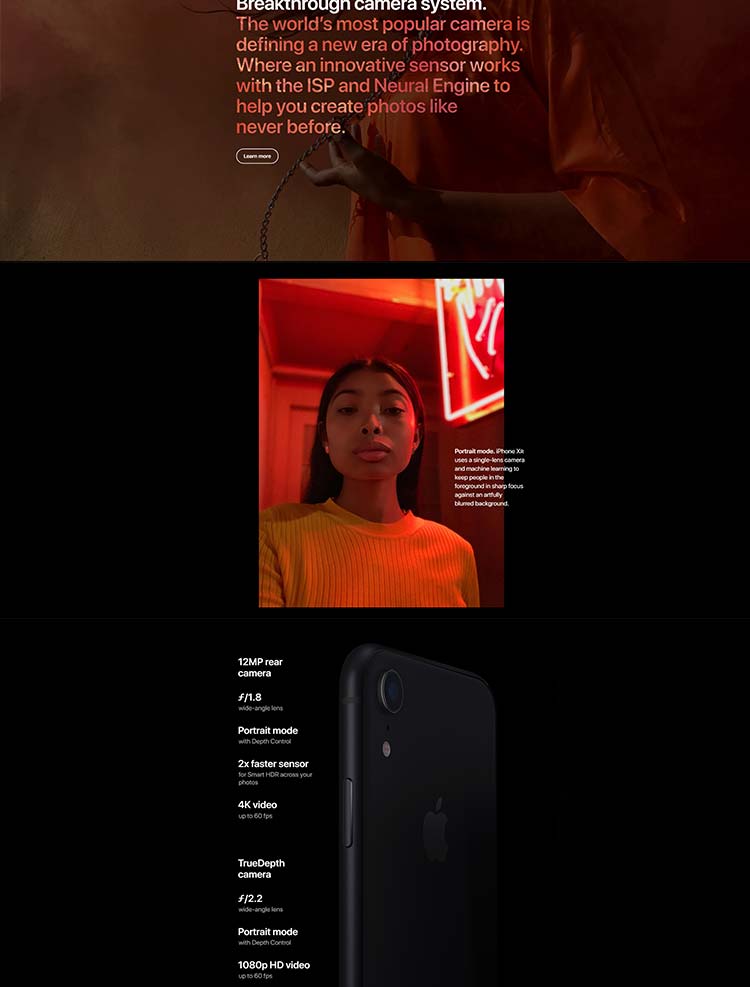 Breakthrough camera system.
The world's most popular camera is
defining a new era of photography.
Where an innovative sensor works
with the ISP and Neural Engine to
help you create photos like
never before.
Learn more
Portrait mode. iPhone XR
uses a single-lens camera
and machine learning to
keep people in the
foreground in sharp focus
against an artfully
blurred background.
12MP rear
camera
ƒ/1.8
wide-angle lens
Portrait mode
with Depth Control
2x faster sensor
for Smart HDR across your
photos
4K video
up to 60 fps
TrueDepth
camera
ƒ/2.2
wide-angle lens
Portrait mode
with Depth Control
1080p HD video
up to 60 fps